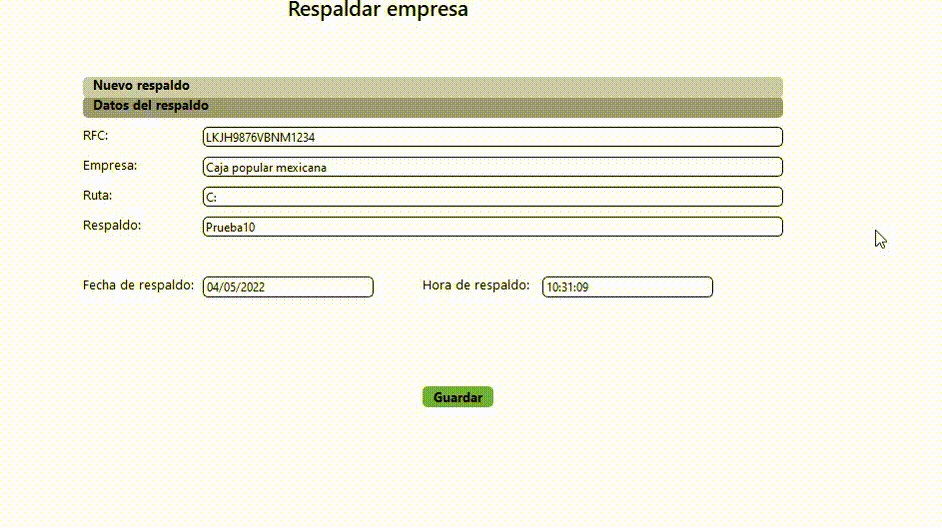 Respaldar empresa
Nuevo respaldo
Datos del respaldo
RFC: LKJH9876VBNM1234
Empresa: Caja popular mexicana
Ruta: C:
Respaldo: Prueba10
Fecha de respaldo: 04/05/2022 Hora de respaldo: 10:31:09
Guardar